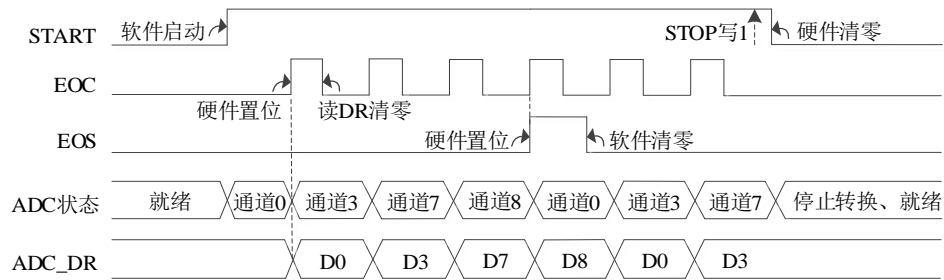 START 软件启动 STOP写1 硬件清零
EOC
硬件置位 读DR清零
EOS 硬件置位 软件清零
ADC状态 就绪 通道0 通道3 通道7 通道8 通道0 通道3 通道7 停止转换、就绪
ADC_DR D0 D3 D7 D8 D0 D3